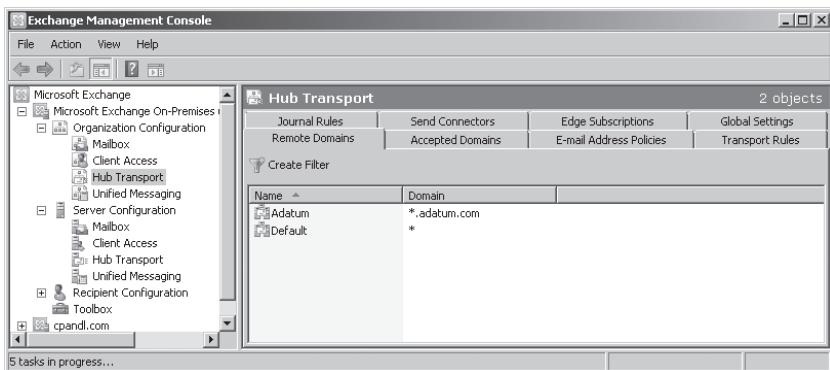 Exchange Management Console
File Action View Help
Microsoft Exchange
Microsoft Exchange On-Premises
Organization Configuration
Mailbox
Client Access
Hub Transport
Unified Messaging
Server Configuration
Mailbox
Client Access
Hub Transport
Unified Messaging
Recipient Configuration
Toolbox
cpandl.com
Hub Transport 2 objects
Journal Rules Send Connectors Edge Subscriptions Global Settings
Remote Domains Accepted Domains E-mail Address Policies Transport Rules
Create Filter
Name Domain
Adatum *.adatum.com
Default *
5 tasks in progress...